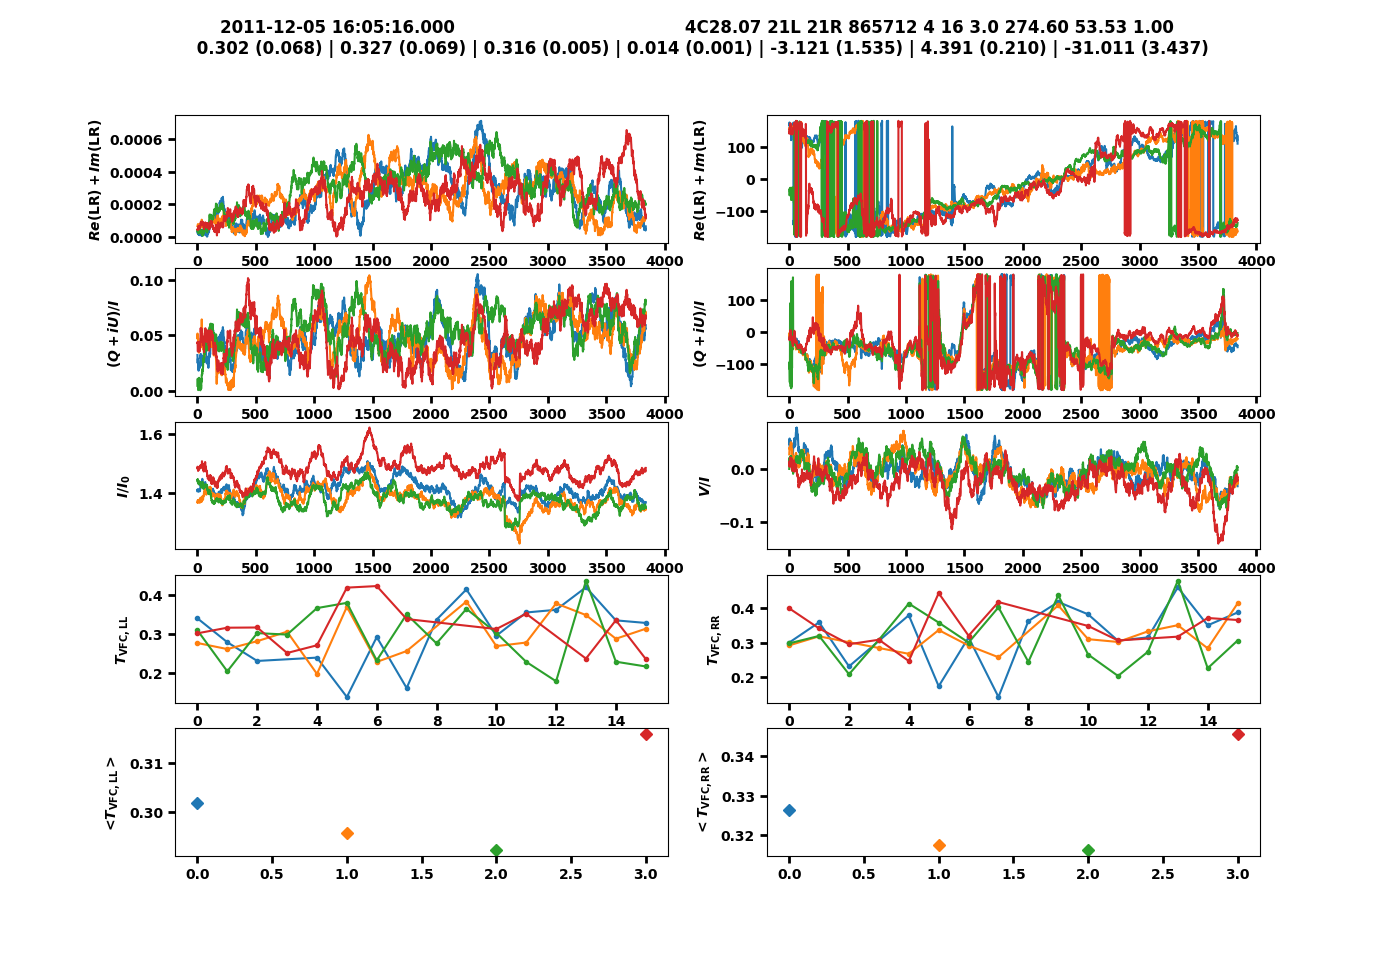 2011-12-05 16:05:16.000 4C28.07 21L 21R 865712 4 16 3.0 274.60 53.53 1.00
0.302 (0.068) | 0.327 (0.069) | 0.316 (0.005) | 0.014 (0.001) | -3.121 (1.535) | 4.391 (0.210) | -31.011 (3.437)
Re(LR) + Im(LR)
0.0006
0.0004
0.0002
0.0000
0 500 1000 1500 2000 2500 3000 3500 4000
Re(LR) + Im(LR)
100
0
−100
0 500 1000 1500 2000 2500 3000 3500 4000
(Q + iU)/I
0.10
0.05
0.00
0 500 1000 1500 2000 2500 3000 3500 4000
(Q + iU)/I
100
0
−100
0 500 1000 1500 2000 2500 3000 3500 4000
I/I0
1.6
1.4
0 500 1000 1500 2000 2500 3000 3500 4000
V/I
0.0
−0.1
0 500 1000 1500 2000 2500 3000 3500 4000
TVFC, LL
0.4
0.3
0.2
0 2 4 6 8 10 12 14
TVFC, RR
0.4
0.3
0.2
0 2 4 6 8 10 12 14
<TVFC, LL >
0.31
0.30
0.0 0.5 1.0 1.5 2.0 2.5 3.0
< TVFC, RR >
0.34
0.33
0.32
0.0 0.5 1.0 1.5 2.0 2.5 3.0